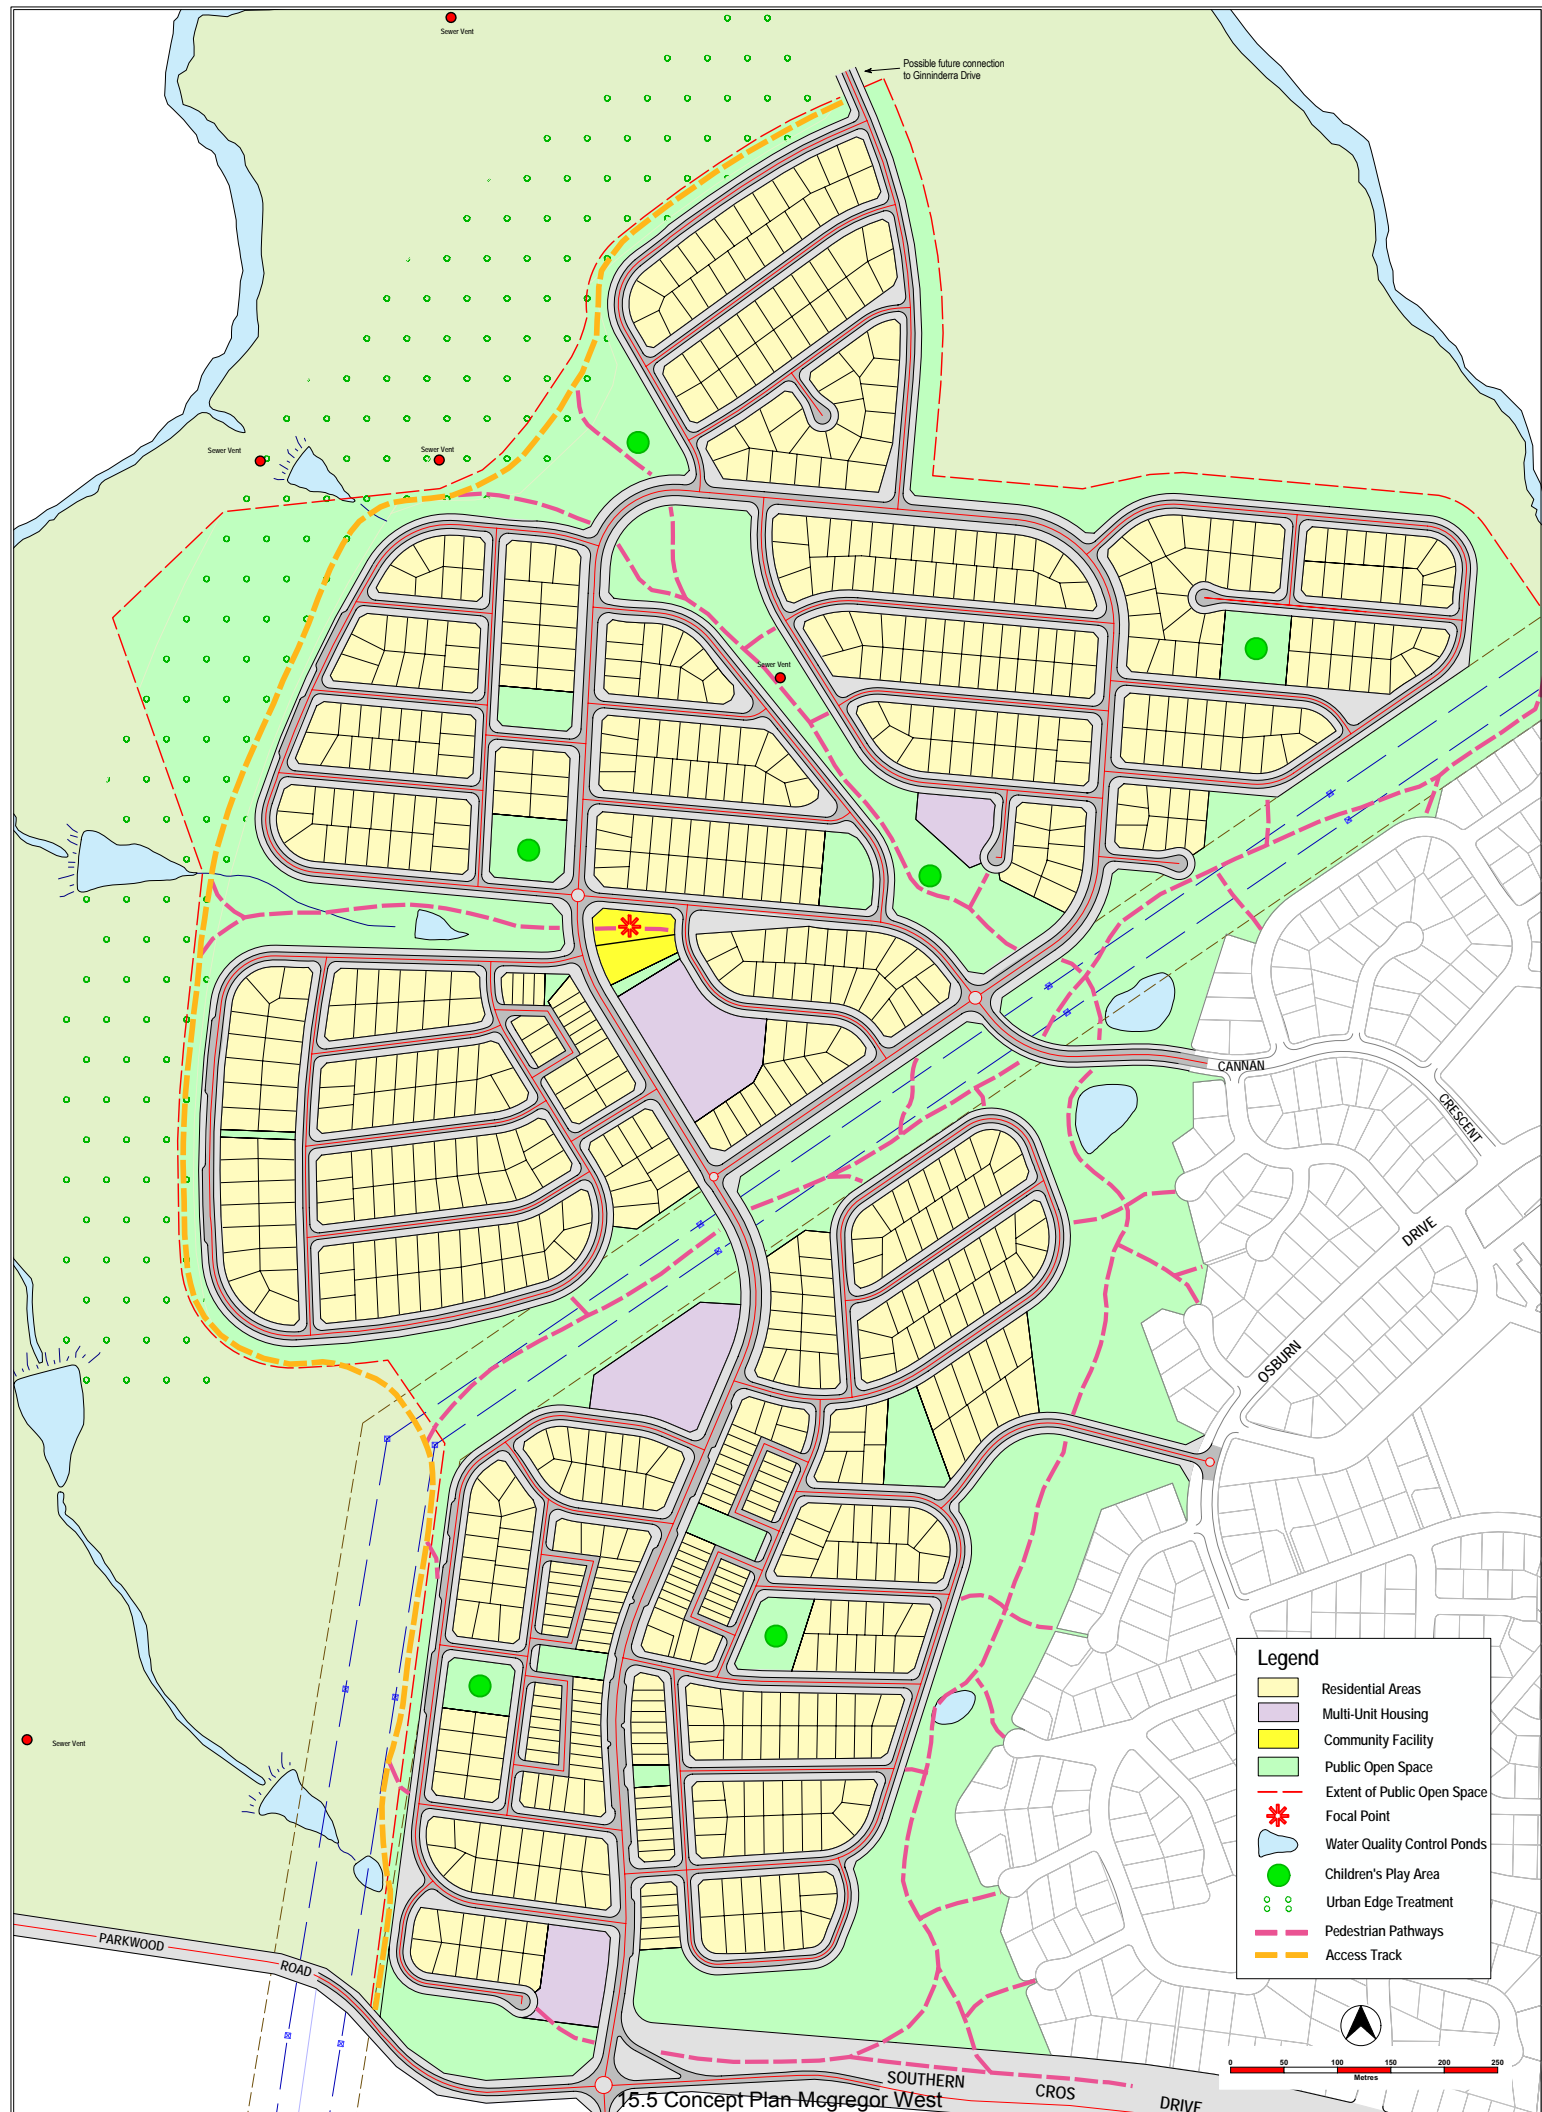 Sewer Vent
Possible future connection
to Ginninderra Drive
Sewer Vent
Sewer Vent
Sewer Vent
CANNAN
CRESCENT
DRIVE
OSBURN
Sewer Vent
Legend
Residential Areas
Multi-Unit Housing
Community Facility
Public Open Space
Extent of Public Open Space
Focal Point
Water Quality Control Ponds
Children's Play Area
Urban Edge Treatment
Pedestrian Pathways
Access Track
PARKWOOD
ROAD
0 50 100 150 200 250
Metres
SOUTHERN
CROS
DRIVE
15.5 Concept Plan Mcgregor West